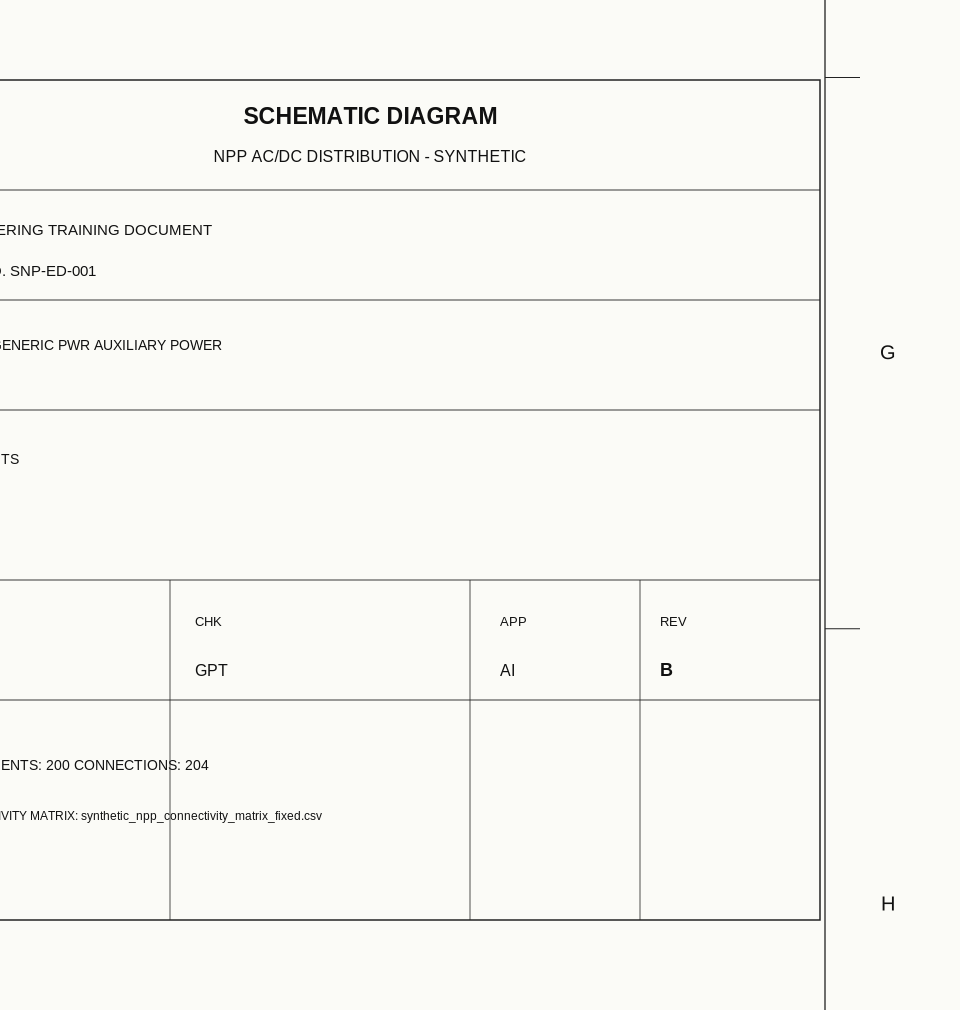 SCHEMATIC DIAGRAM
NPP AC/DC DISTRIBUTION - SYNTHETIC
ERING TRAINING DOCUMENT
. SNP-ED-001
G
GENERIC PWR AUXILIARY POWER
TS
CHK APP REV
GPT AI B
ENTS: 200 CONNECTIONS: 204
IVITY MATRIX: synthetic_npp_connectivity_matrix_fixed.csv
H